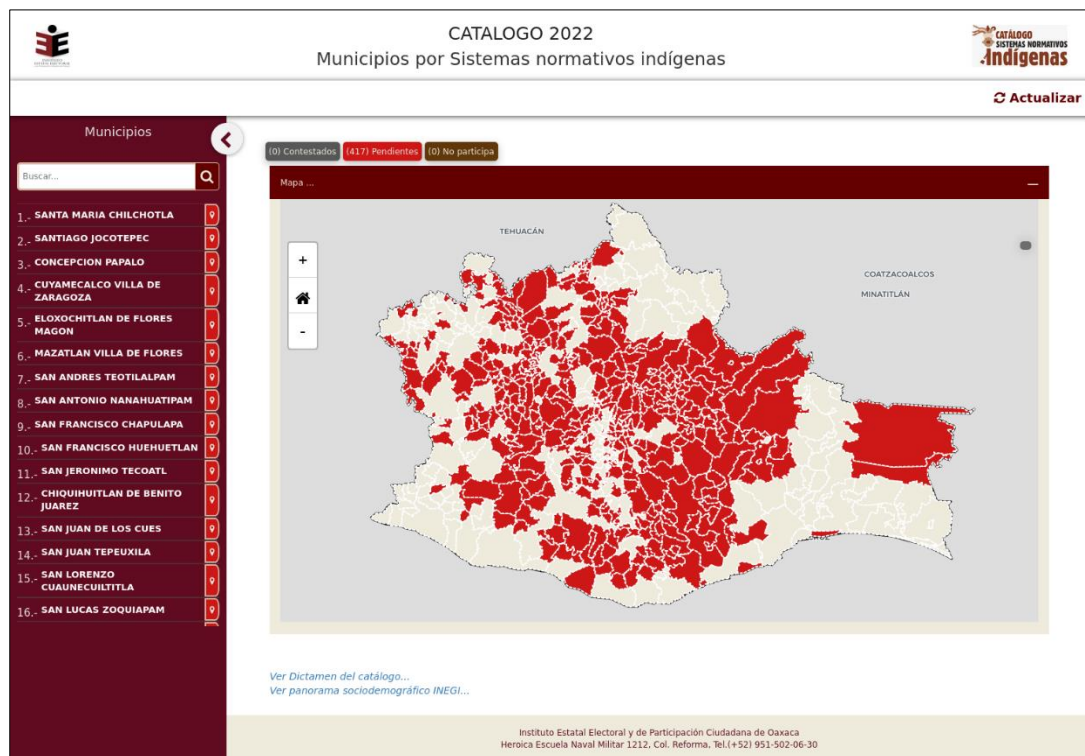 CATALOGO 2022
Municipios por Sistemas normativos indígenas
CATÁLOGO
SISTEMAS NORMATIVOS
Indígenas
Actualizar
Municipios
Buscar...
1.- SANTA MARIA CHILCHOTLA
2.- SANTIAGO JOCOTEPEC
3.- CONCEPCION PAPALO
4.- CUYAMECALCO VILLA DE
ZARAGOZA
5.- ELOXOCHITLAN DE FLORES
MAGON
6.- MAZATLAN VILLA DE FLORES
7.- SAN ANDRES TEOTILALPAM
8.- SAN ANTONIO NANAHUATIPAM
9.- SAN FRANCISCO CHAPULAPA
10.- SAN FRANCISCO HUEHUETLAN
11.- SAN JERONIMO TECOATL
12.- CHIQUIHUITLAN DE BENITO
JUAREZ
13.- SAN JUAN DE LOS CUES
14.- SAN JUAN TEPEUXILA
15.- SAN LORENZO
CUAUNECUILTITLA
16.- SAN LUCAS ZOQUIAPAM
(0) Contestados (417) Pendientes (0) No participa
Mapa ...
+
-
TEHUACÁN
COATZACOALCOS
MINATITLÁN
Ver Dictamen del catálogo...
Ver panorama sociodemográfico INEGI...
Instituto Estatal Electoral y de Participación Ciudadana de Oaxaca
Heroica Escuela Naval Militar 1212, Col. Reforma, Tel.(+52) 951-502-06-30